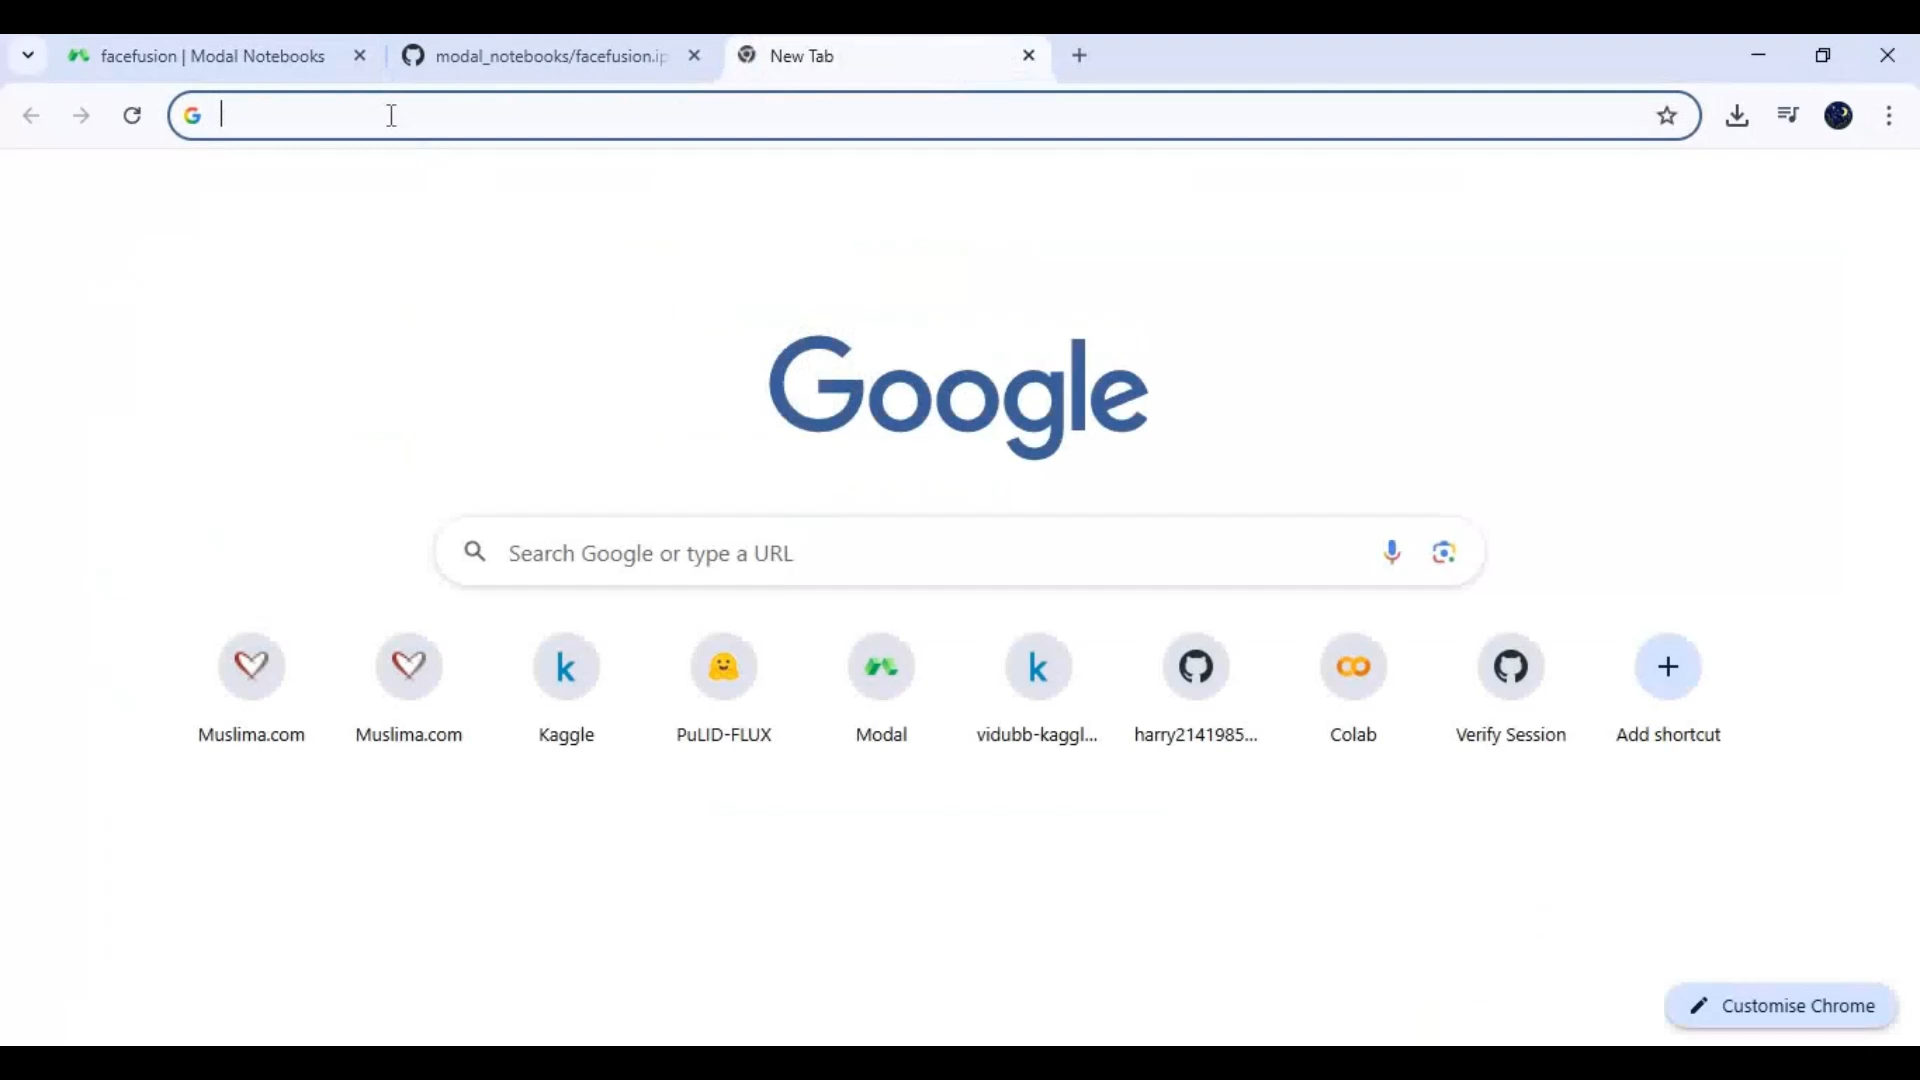 facefusion | Modal Notebooks
modal_notebooks/facefusion.ip
New Tab
Google
Search Google or type a URL
Muslima.com
Muslima.com
Kaggle
PuLID-FLUX
Modal
vidubb-kaggl...
harry2141985...
Colab
Verify Session
Add shortcut
Customise Chrome